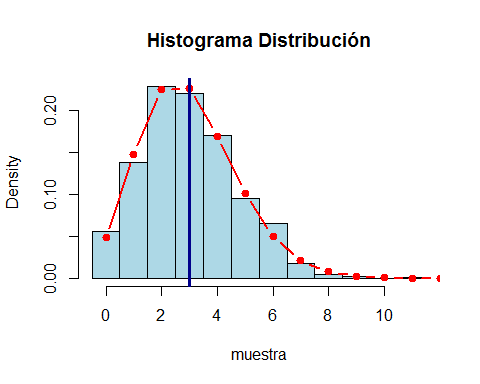 Histograma Distribución
Density
0.20
0.10
0.00
0 2 4 6 8 10
muestra